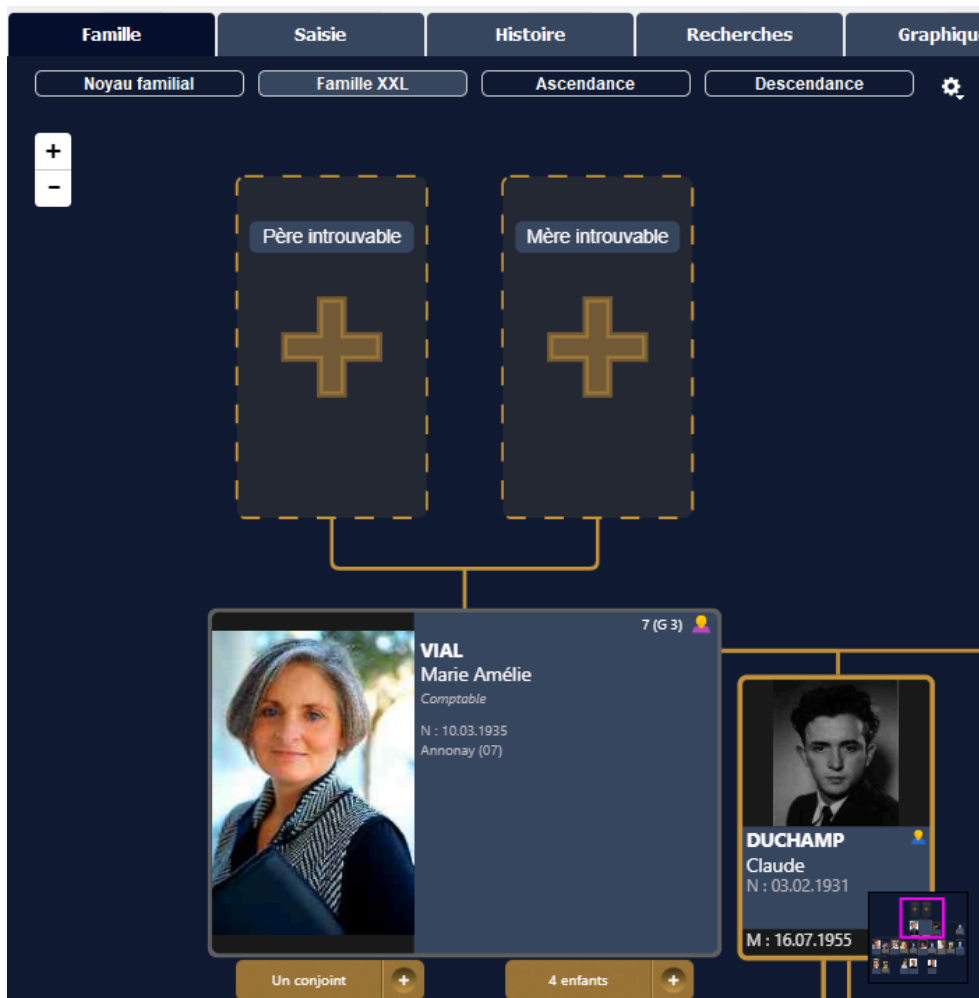 Famille
Saisie
Histoire
Recherches
Graphiqu
Noyau familial
Famille XXL
Ascendance
Descendance
+
−
Père introuvable
Mère introuvable
7 (G 3)
VIAL
Marie Amélie
Comptable
N : 10.03.1935
Annonay (07)
DUCHAMP
Claude
N : 03.02.1931
M : 16.07.1955
Un conjoint
+
4 enfants
+